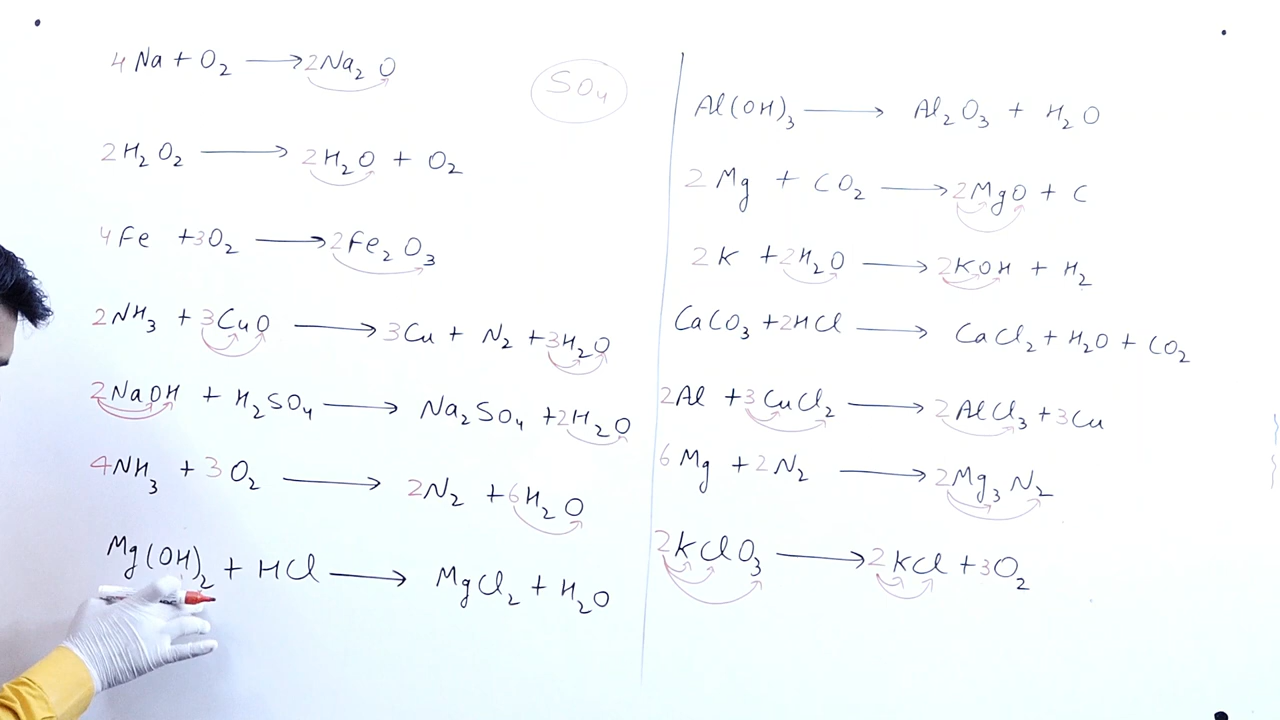 4Na + O₂ ⟶ 2Na₂O
SO₄
2H₂O₂ ⟶ 2H₂O + O₂
4Fe + 3O₂ ⟶ 2Fe₂O₃
2NH₃ + 3CuO ⟶ 3Cu + N₂ + 3H₂O
2NaOH + H₂SO₄ ⟶ Na₂SO₄ + 2H₂O
4NH₃ + 3O₂ ⟶ 2N₂ + 6H₂O
Mg(OH)₂ + HCl ⟶ MgCl₂ + H₂O
Al(OH)₃ ⟶ Al₂O₃ + H₂O
2Mg + CO₂ ⟶ 2MgO + C
2K + 2H₂O ⟶ 2KOH + H₂
CaCO₃ + 2HCl ⟶ CaCl₂ + H₂O + CO₂
2Al + 3CuCl₂ ⟶ 2AlCl₃ + 3Cu
6Mg + 2N₂ ⟶ 2Mg₃N₂
2KClO₃ ⟶ 2KCl + 3O₂